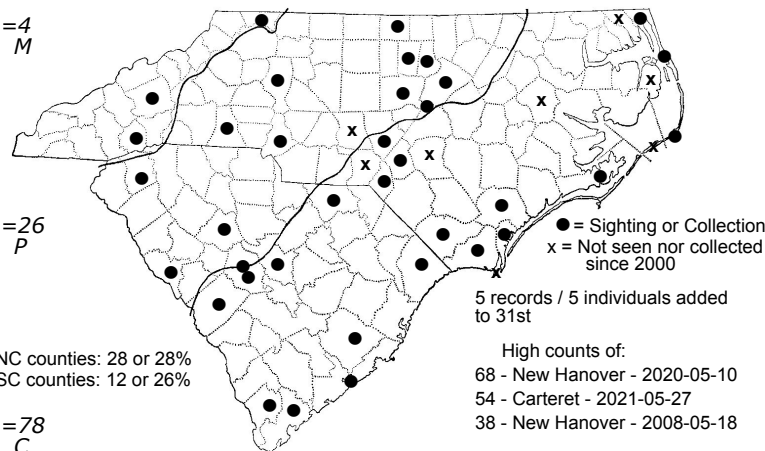 =4
M
=26
P
● = Sighting or Collection
x = Not seen nor collected
since 2000
5 records / 5 individuals added
to 31st
NC counties: 28 or 28%
SC counties: 12 or 26%
High counts of:
68 - New Hanover - 2020-05-10
54 - Carteret - 2021-05-27
38 - New Hanover - 2008-05-18
=78
C
x
x
x
x
x
x
x
x